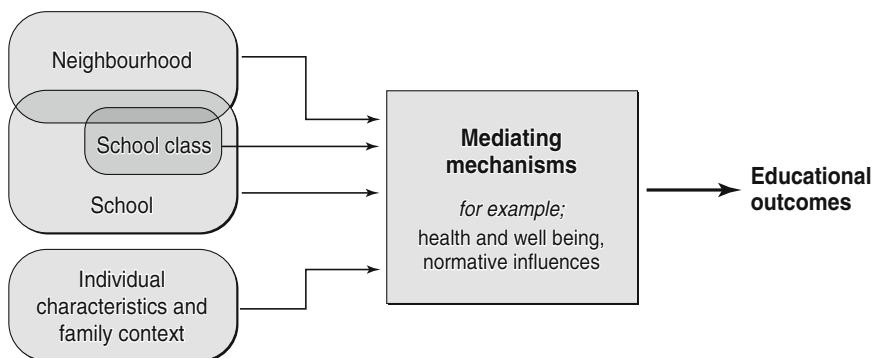 Neighbourhood
School class
School
Individual
characteristics and
family context
Mediating
mechanisms
for example;
health and well being,
normative influences
Educational
outcomes